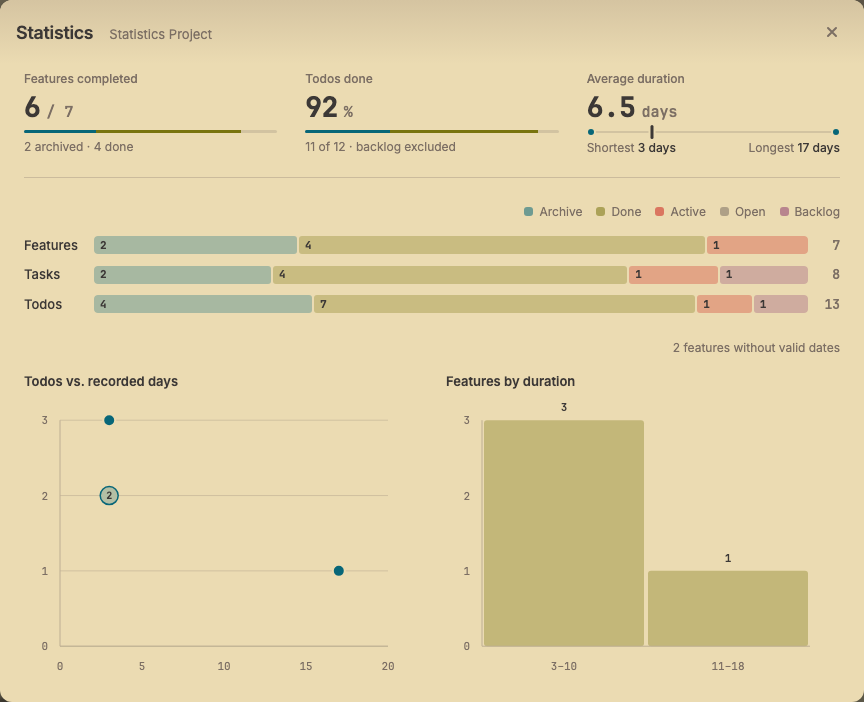 Statistics Statistics Project ×
Features completed
6 / 7
2 archived · 4 done
Todos done
92 %
11 of 12 · backlog excluded
Average duration
6.5 days
Shortest 3 days Longest 17 days
Archive Done Active Open Backlog
Features 2 4 1 7
Tasks 2 4 1 1 8
Todos 4 7 1 1 13
2 features without valid dates
Todos vs. recorded days
3
2 2
1
0
0 5 10 15 20
Features by duration
3
3
2
1
1
0
3–10 11–18